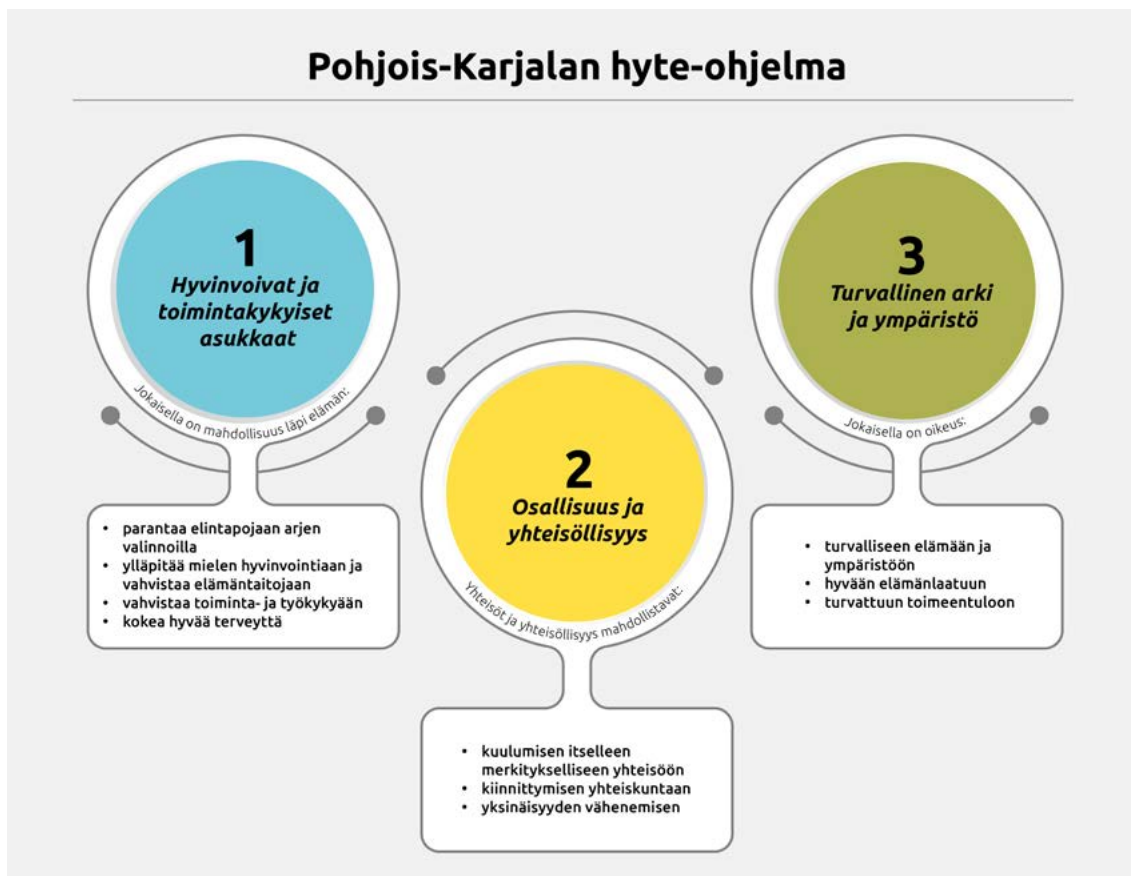 Pohjois-Karjalan hyte-ohjelma
1
Hyvinvoivat ja
toimintakykyiset
asukkaat
Jokaisella on mahdollisuus läpi elämän:
• parantaa elintapojaan arjen
valinnoilla
• ylläpitää mielen hyvinvointiaan ja
vahvistaa elämäntaitojaan
• vahvistaa toiminta- ja työkykyään
• kokea hyvää terveyttä
2
Osallisuus ja
yhteisöllisyys
Yhteisöt ja yhteisöllisyys mahdollistavat:
• kuulumisen itselleen
merkitykselliseen yhteisöön
• kiinnittymisen yhteiskuntaan
• yksinäisyyden vähenemisen
3
Turvallinen arki
ja ympäristö
Jokaisella on oikeus:
• turvalliseen elämään ja
ympäristöön
• hyvään elämänlaatuun
• turvattuun toimeentuloon